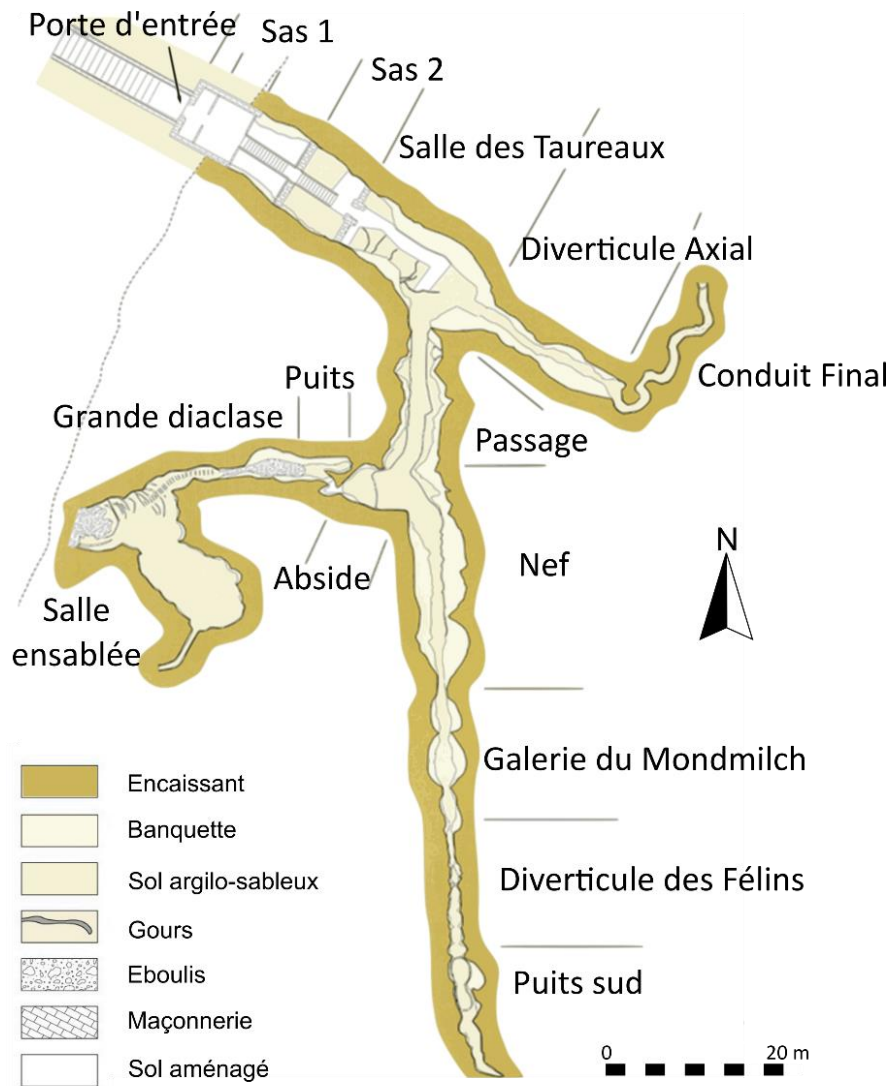 Porte d'entrée
Sas 1
Sas 2
Salle des Taureaux
Diverticule Axial
Conduit Final
Puits
Grande diaclase
Passage
Abside
Nef
N
Salle
ensablée
Galerie du Mondmilch
Diverticule des Félins
Puits sud
Encaissant
Banquette
Sol argilo-sableux
Gours
Eboulis
Maçonnerie
Sol aménagé
0 20 m